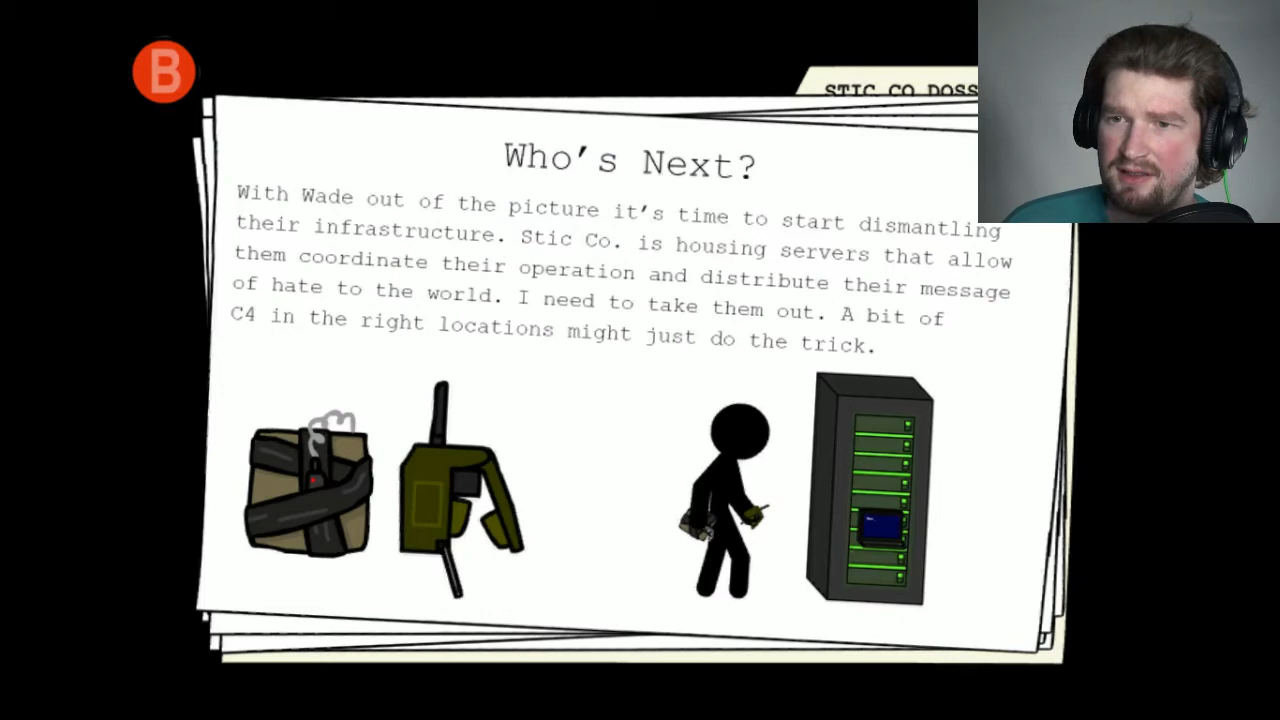 B
STIC CO DOSS
Who's Next?
With Wade out of the picture it's time to start dismantling
their infrastructure. Stic Co. is housing servers that allow
them coordinate their operation and distribute their message
of hate to the world. I need to take them out. A bit of
C4 in the right locations might just do the trick.